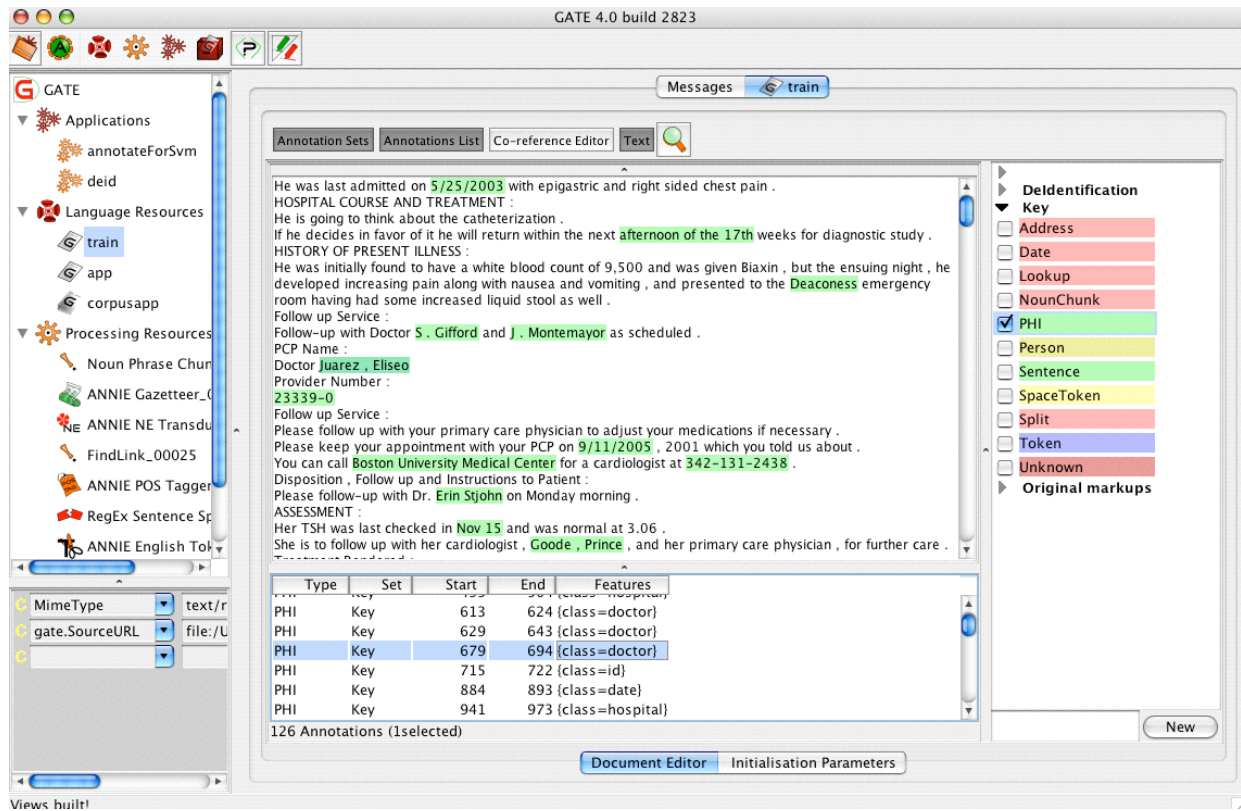 GATE 4.0 build 2823
GATE
Applications
annotateForSvm
deid
Language Resources
train
app
corpusapp
Processing Resources
Noun Phrase Chun
ANNIE Gazetteer_0
ANNIE NE Transdu
FindLink_00025
ANNIE POS Tagger
RegEx Sentence Sp
ANNIE English Tok
MimeType text/r
gate.SourceURL file:/U
Messages train
Annotation Sets Annotations List Co-reference Editor Text
He was last admitted on 5/25/2003 with epigastric and right sided chest pain .
HOSPITAL COURSE AND TREATMENT :
He is going to think about the catheterization .
If he decides in favor of it he will return within the next afternoon of the 17th weeks for diagnostic study .
HISTORY OF PRESENT ILLNESS :
He was initially found to have a white blood count of 9,500 and was given Biaxin , but the ensuing night , he
developed increasing pain along with nausea and vomiting , and presented to the Deaconess emergency
room having had some increased liquid stool as well .
Follow up Service :
Follow-up with Doctor S . Gifford and J . Montemayor as scheduled .
PCP Name :
Doctor Juarez , Eliseo
Provider Number :
23339-0
Follow up Service :
Please follow up with your primary care physician to adjust your medications if necessary .
Please keep your appointment with your PCP on 9/11/2005 , 2001 which you told us about .
You can call Boston University Medical Center for a cardiologist at 342-131-2438 .
Disposition , Follow up and Instructions to Patient :
Please follow-up with Dr. Erin Stjohn on Monday morning .
ASSESSMENT :
Her TSH was last checked in Nov 15 and was normal at 3.06 .
She is to follow up with her cardiologist , Goode , Prince , and her primary care physician , for further care .
DeIdentification
Key
Address
Date
Lookup
NounChunk
PHI
Person
Sentence
SpaceToken
Split
Token
Unknown
Original markups
New
Type Set Start End Features
PHI Key 613 624 {class=doctor}
PHI Key 629 643 {class=doctor}
PHI Key 679 694 {class=doctor}
PHI Key 715 722 {class=id}
PHI Key 884 893 {class=date}
PHI Key 941 973 {class=hospital}
126 Annotations (1selected)
Document Editor Initialisation Parameters
Views built!